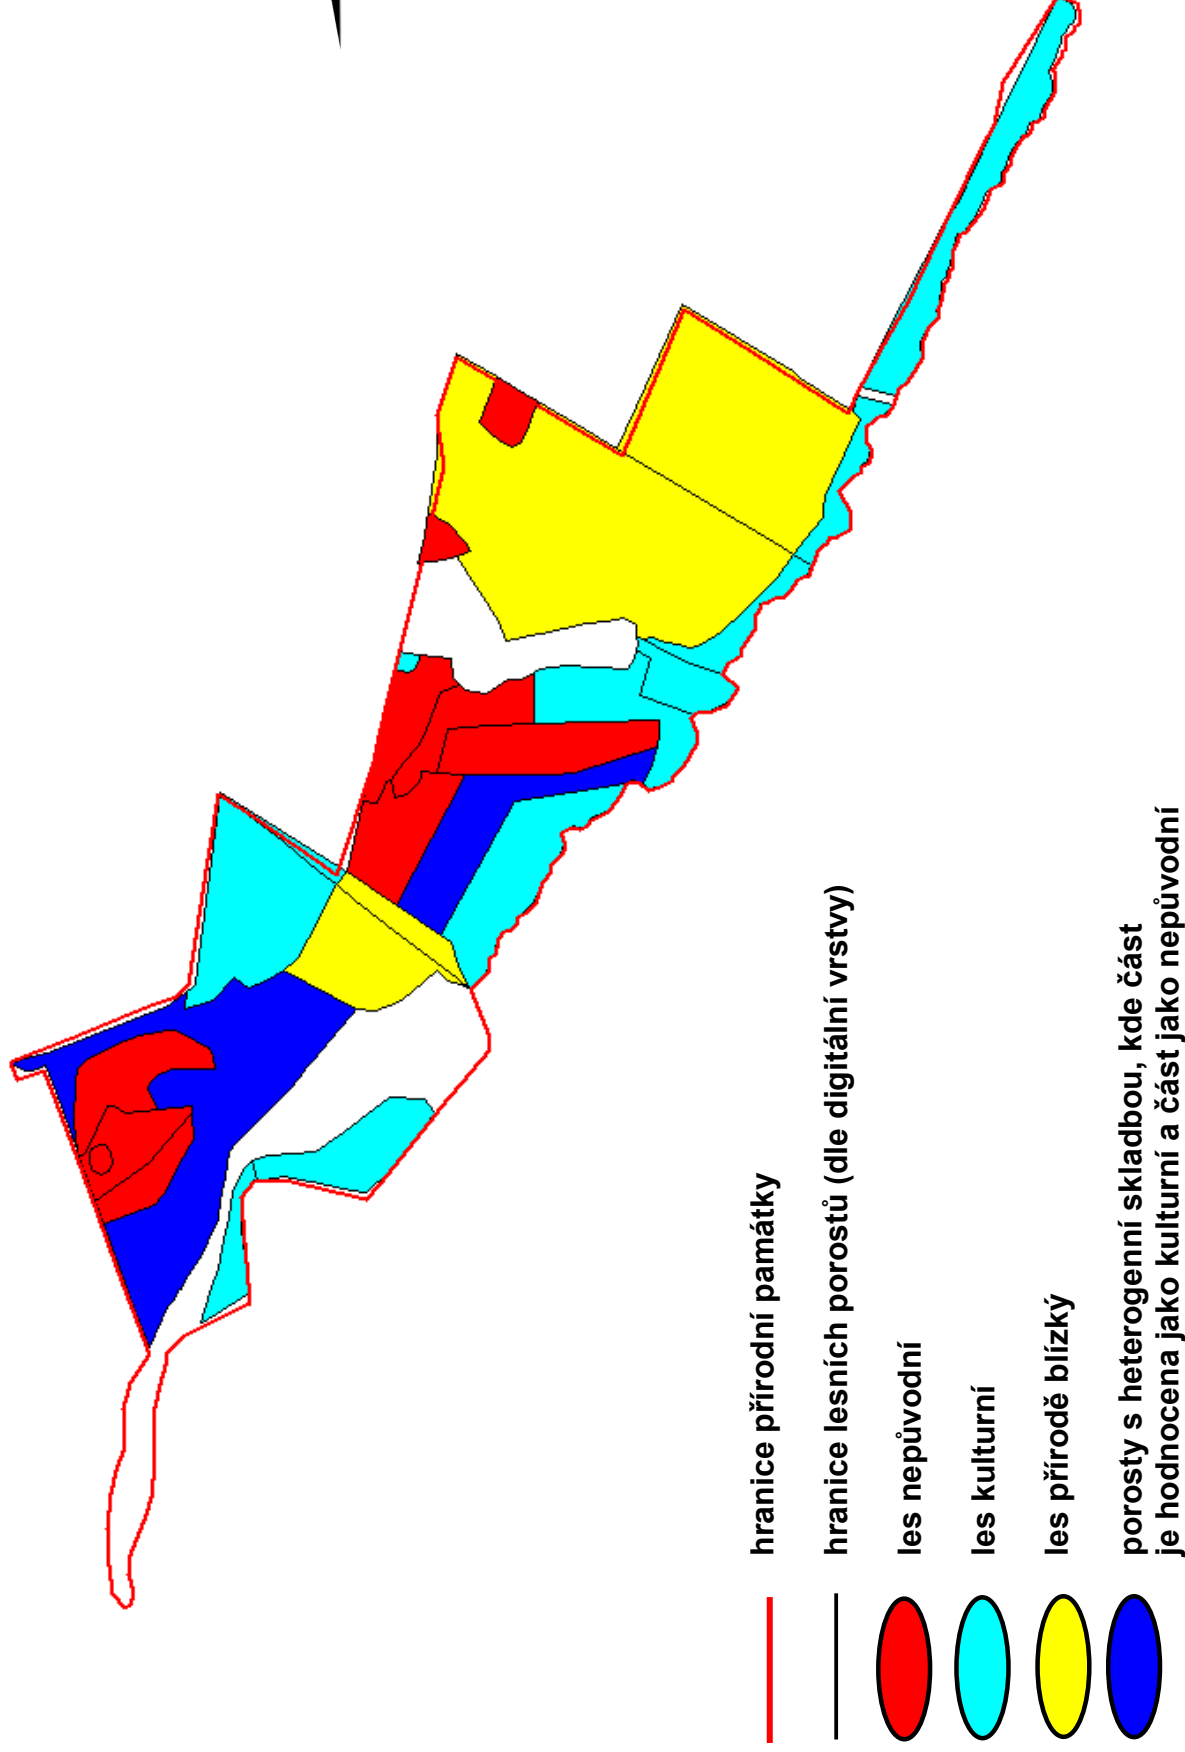 hranice přírodní památky
hranice lesních porostů (dle digitální vrstvy)
les nepůvodní
les kulturní
les přírodě blízký
porosty s heterogenní skladbou, kde část
je hodnocena jako kulturní a část jako nepůvodní